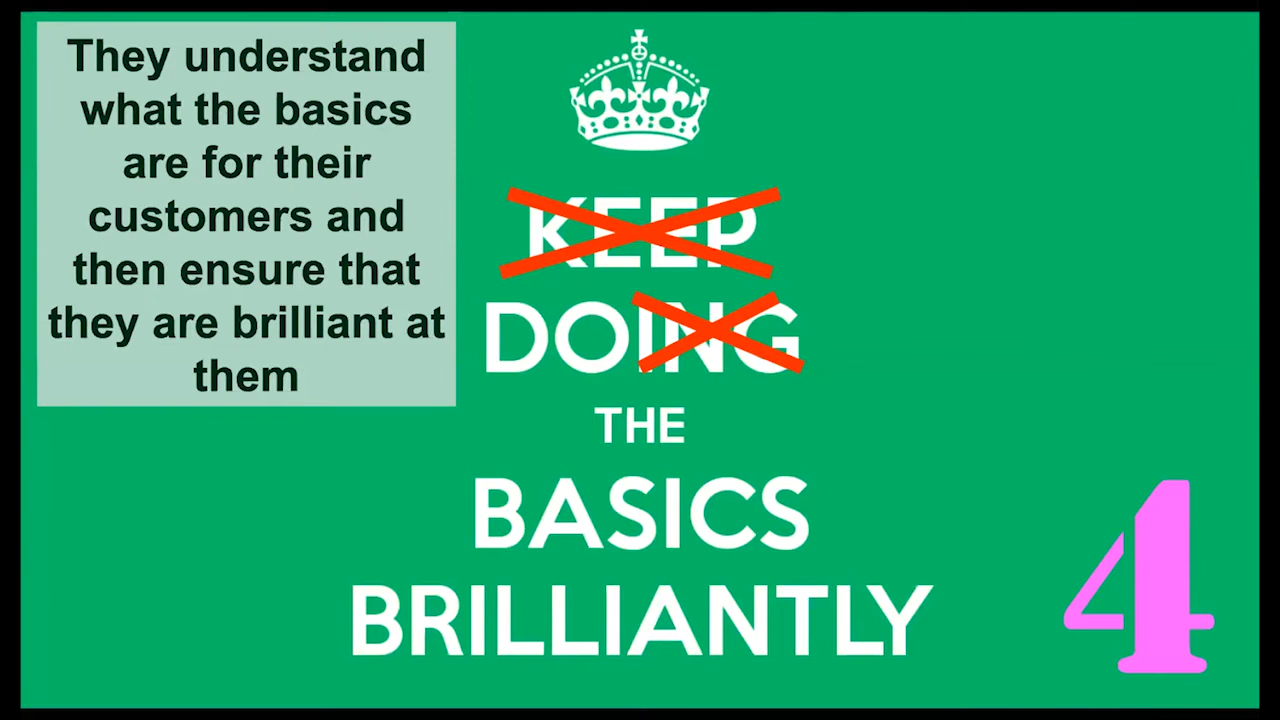 They understand
what the basics
are for their
customers and
then ensure that
they are brilliant at
them
KEEP
DOING
THE
BASICS
BRILLIANTLY
4